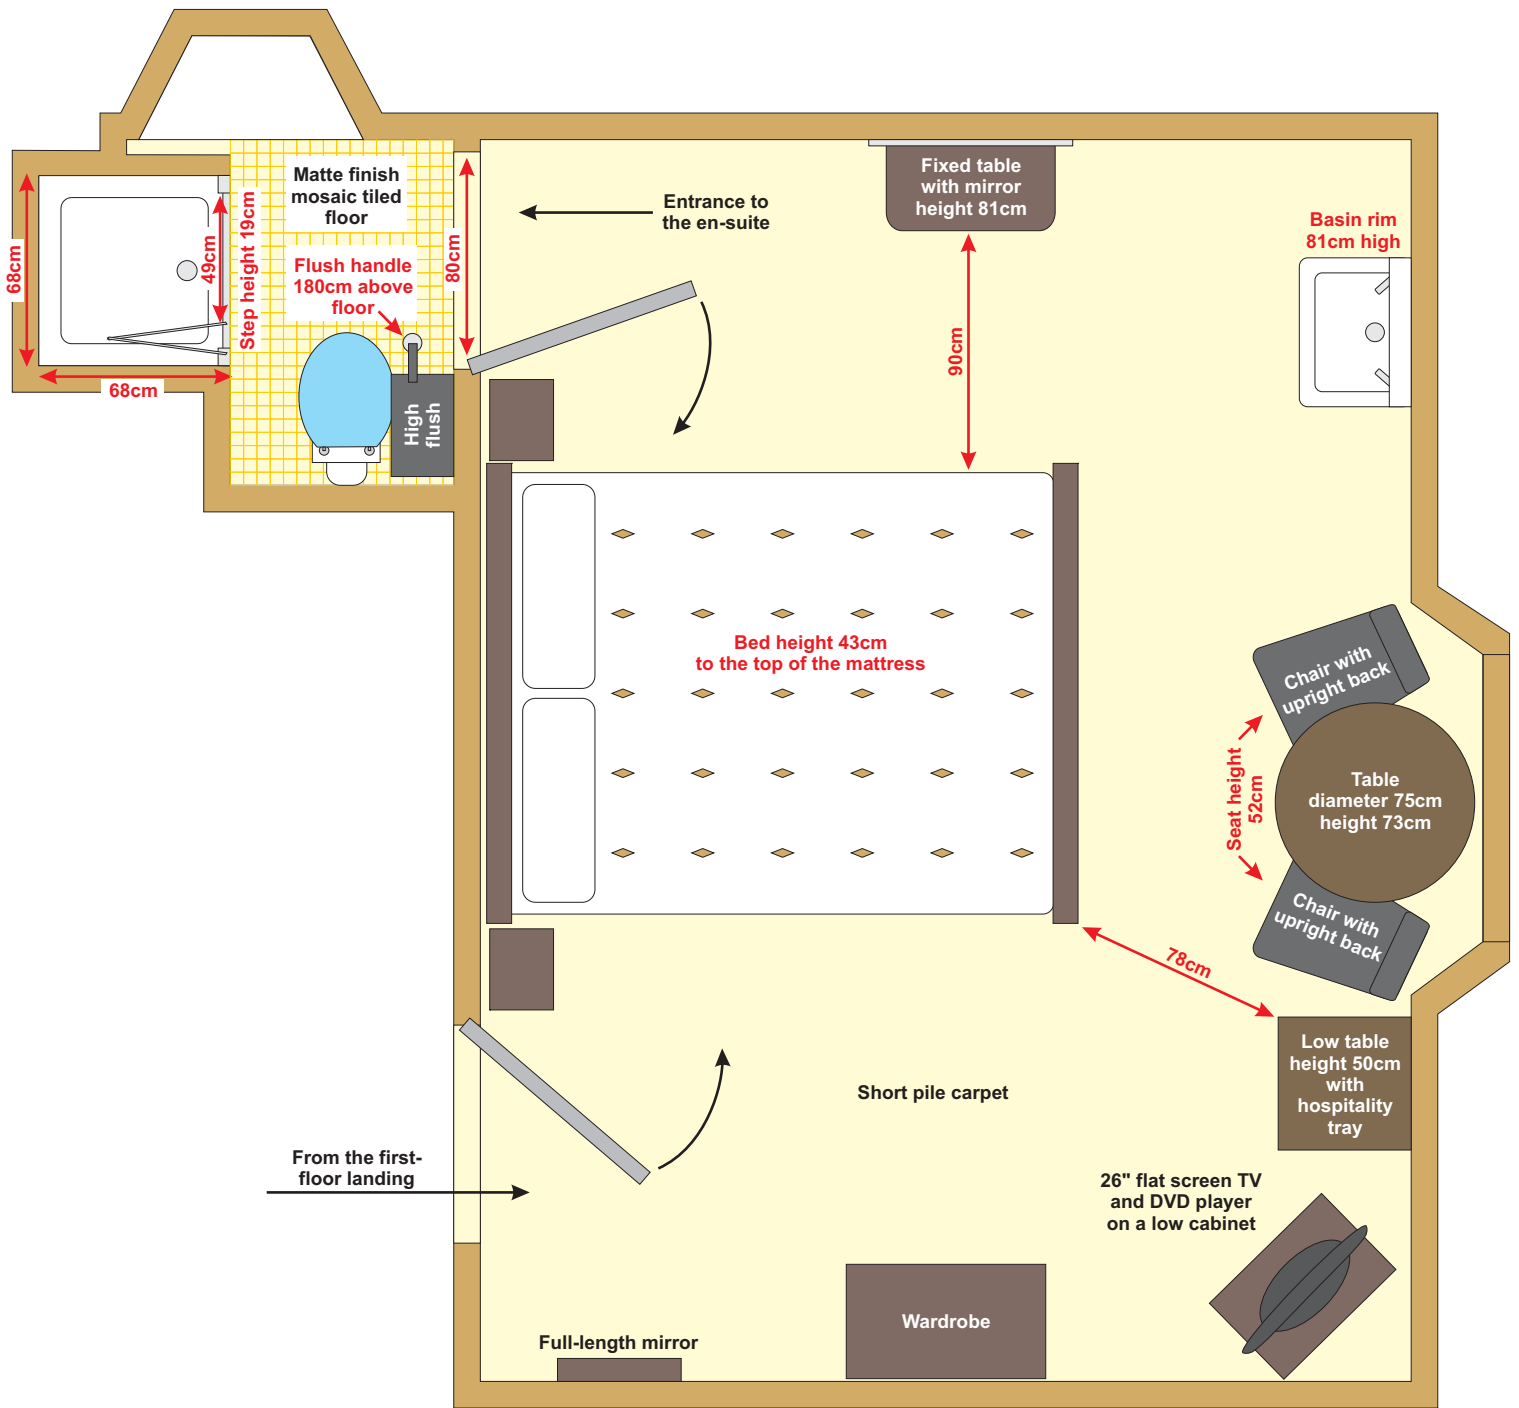 Matte finish
mosaic tiled
floor
Flush handle
180cm above
floor
68cm
49cm
Step height 19cm
80cm
68cm
High
flush
Entrance to
the en-suite
Fixed table
with mirror
height 81cm
90cm
Basin rim
81cm high
Bed height 43cm
to the top of the mattress
Chair with
upright back
Seat height
52cm
Table
diameter 75cm
height 73cm
Chair with
upright back
78cm
Low table
height 50cm
with
hospitality
tray
Short pile carpet
From the first-
floor landing
26" flat screen TV
and DVD player
on a low cabinet
Wardrobe
Full-length mirror